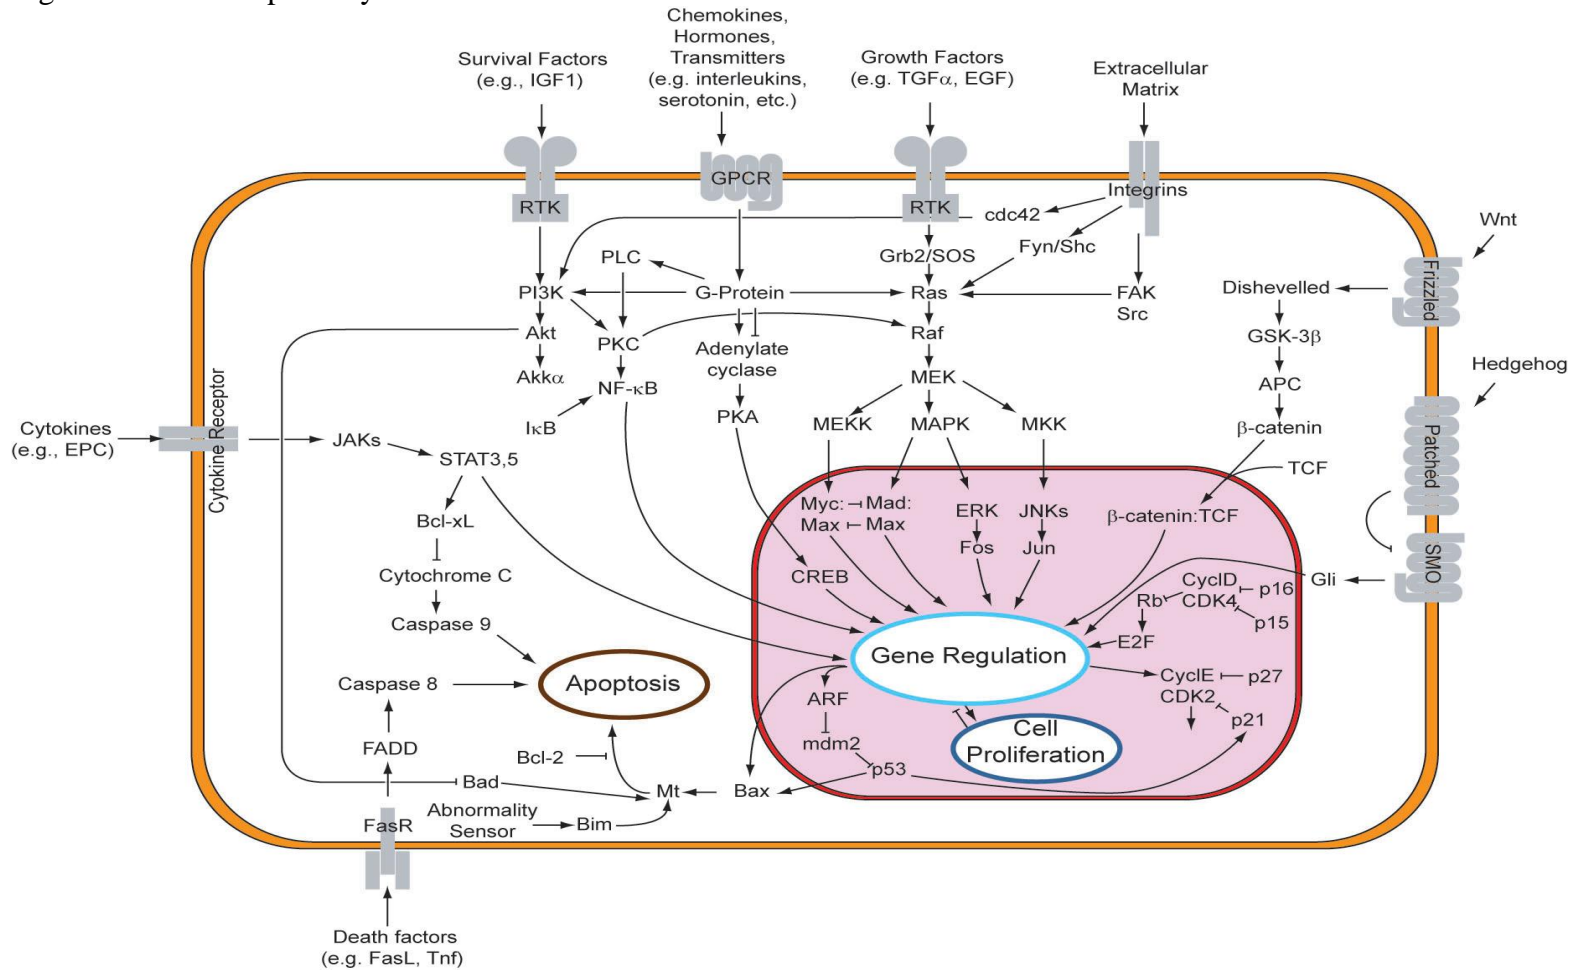 Chemokines,
Hormones,
Transmitters
(e.g. interleukins,
serotonin, etc.)
Survival Factors
(e.g., IGF1)
Growth Factors
(e.g. TGFα, EGF)
Extracellular
Matrix
GPCR
RTK
RTK
Integrins
cdc42
Fyn/Shc
Grb2/SOS
Wnt
Frizzled
PLC
PI3K
G-Protein
Ras
FAK
Src
Dishevelled
Akt
PKC
Adenylate
cyclase
Raf
GSK-3β
Hedgehog
Akkα
NF-κB
MEK
APC
IκB
PKA
MEKK
MAPK
MKK
β-catenin
Patched
Cytokines
(e.g., EPC)
Cytokine Receptor
JAKs
STAT3,5
TCF
Bcl-xL
Myc:
Mad:
Max
Max
ERK
JNKs
β-catenin:TCF
Fos
Jun
SMO
Cytochrome C
CREB
Gli
CyclD
CDK4
p16
Rb
p15
Caspase 9
E2F
Gene Regulation
Caspase 8
Apoptosis
CyclE
CDK2
p27
ARF
p21
FADD
Bcl-2
mdm2
Cell
Proliferation
p53
Bad
Mt
Bax
Abnormality
Sensor
Bim
FasR
Death factors
(e.g. FasL, Tnf)